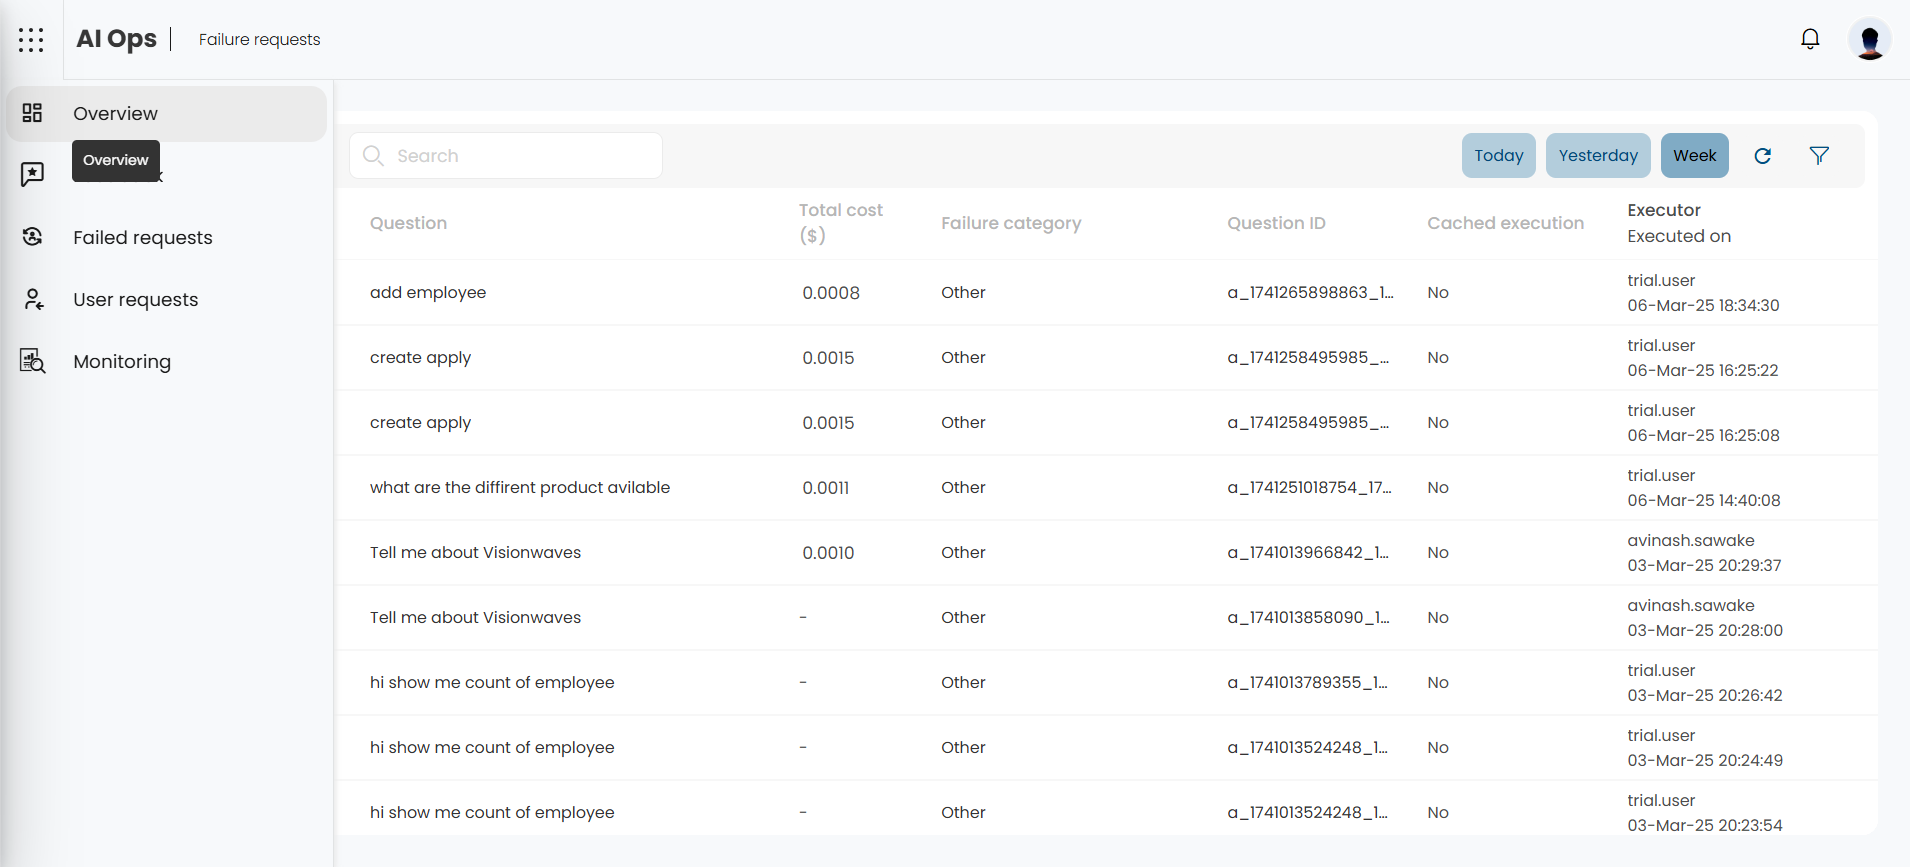 AI Ops
Failure requests
Overview
Overview
Failed requests
User requests
Monitoring
Search
Today
Yesterday
Week
Question
Total cost
($)
Failure category
Question ID
Cached execution
Executor
Executed on
add employee
0.0008
Other
a_1741265898863_1...
No
trial.user
06-Mar-25 18:34:30
create apply
0.0015
Other
a_1741258495985_...
No
trial.user
06-Mar-25 16:25:22
create apply
0.0015
Other
a_1741258495985_...
No
trial.user
06-Mar-25 16:25:08
what are the diffirent product avilable
0.0011
Other
a_1741251018754_17...
No
trial.user
06-Mar-25 14:40:08
Tell me about Visionwaves
0.0010
Other
a_1741013966842_1...
No
avinash.sawake
03-Mar-25 20:29:37
Tell me about Visionwaves
-
Other
a_1741013858090_1...
No
avinash.sawake
03-Mar-25 20:28:00
hi show me count of employee
-
Other
a_1741013789355_1...
No
trial.user
03-Mar-25 20:26:42
hi show me count of employee
-
Other
a_1741013524248_1...
No
trial.user
03-Mar-25 20:24:49
hi show me count of employee
-
Other
a_1741013524248_1...
No
trial.user
03-Mar-25 20:23:54